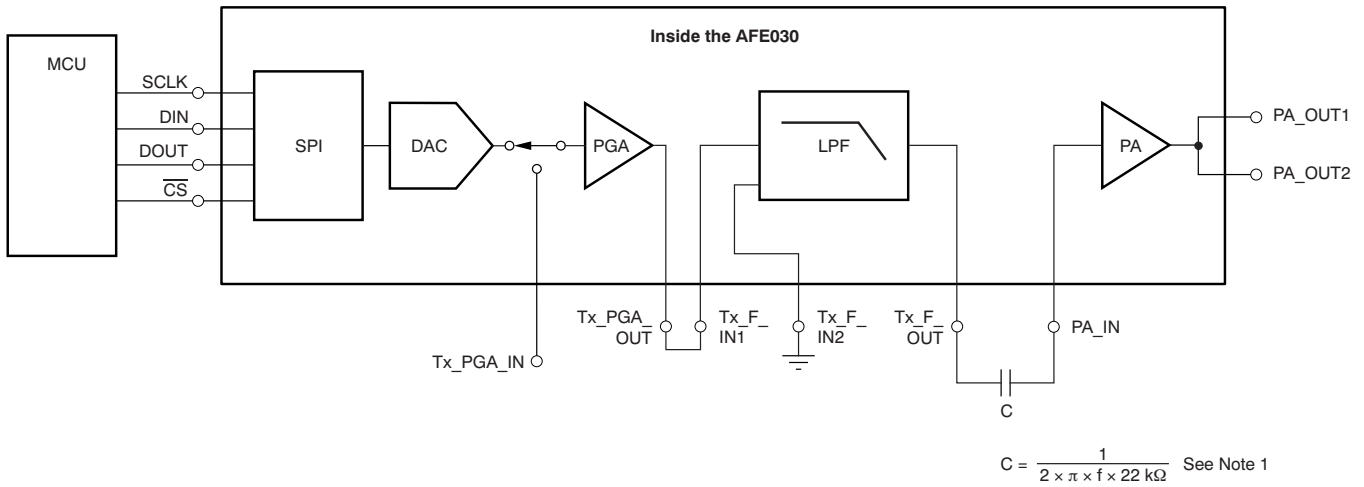 Inside the AFE030
MCU
SCLK
DIN
DOUT
CS
SPI
DAC
PGA
LPF
PA
PA_OUT1
PA_OUT2
Tx_PGA_IN
Tx_PGA_
OUT
Tx_F_
IN1
Tx_F_
IN2
Tx_F_
OUT
PA_IN
C
C = 1 / 2 × π × f × 22 kΩ See Note 1